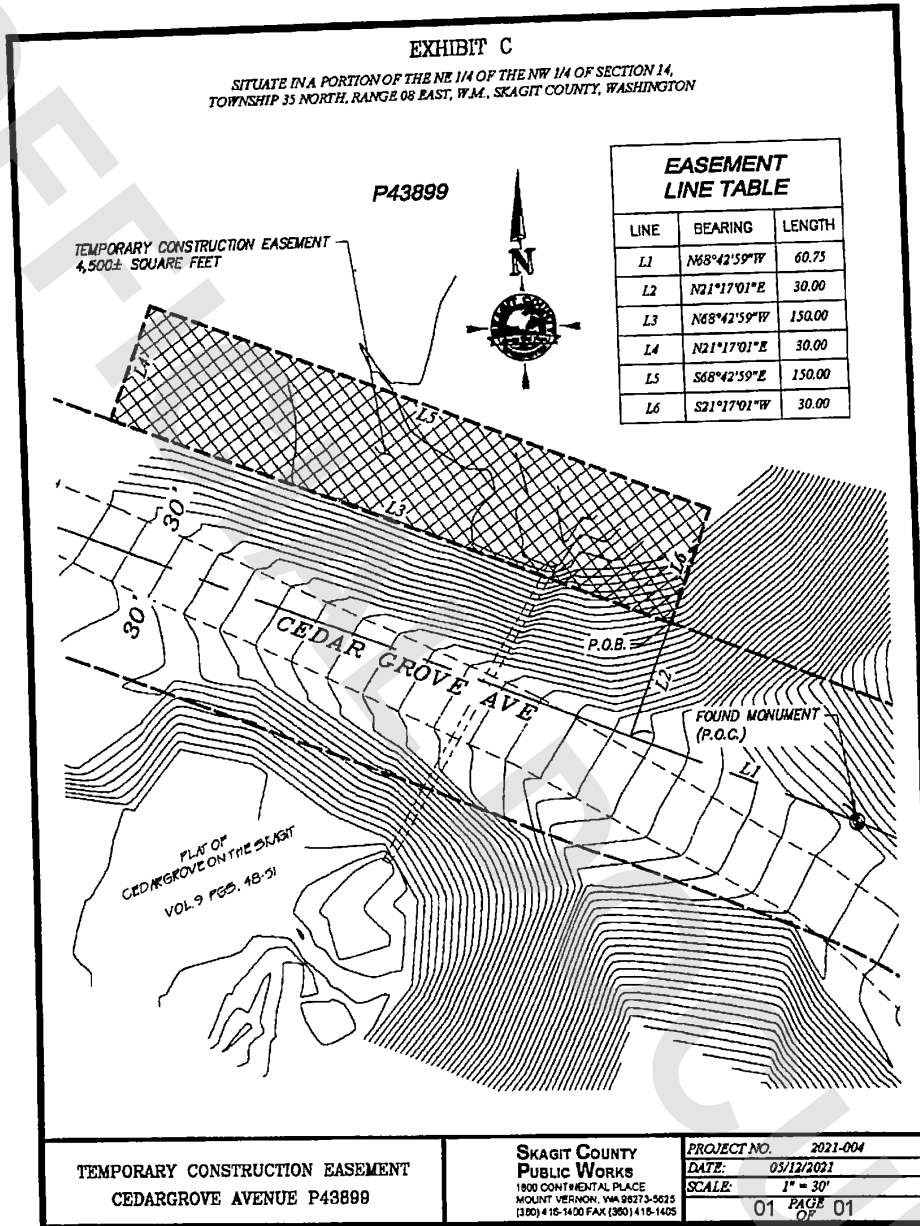 EXHIBIT C
SITUATE IN A PORTION OF THE NE 1/4 OF THE NW 1/4 OF SECTION 14,
TOWNSHIP 35 NORTH, RANGE 08 EAST, W.M., SKAGIT COUNTY, WASHINGTON
P43899
TEMPORARY CONSTRUCTION EASEMENT
4,500± SQUARE FEET
N
EASEMENT
LINE TABLE
LINE BEARING LENGTH
L1 N68°42'59"W 60.75
L2 N21°17'01"E 30.00
L3 N68°42'59"W 150.00
L4 N21°17'01"E 30.00
L5 S68°42'59"E 150.00
L6 S21°17'01"W 30.00
L4
L5
L3
L6
30'
30'
CEDAR GROVE AVE
P.O.B.
L2
FOUND MONUMENT
(P.O.C.)
L1
PLAT OF
CEDARGROVE ON THE SKAGIT
VOL. 9 PGS. 48-51
TEMPORARY CONSTRUCTION EASEMENT
CEDARGROVE AVENUE P43899
SKAGIT COUNTY
PUBLIC WORKS
1800 CONTINENTAL PLACE
MOUNT VERNON, WA 98273-5625
(360) 416-1400 FAX (360) 416-1405
PROJECT NO. 2021-004
DATE: 05/12/2021
SCALE: 1" = 30'
01 PAGE OF 01